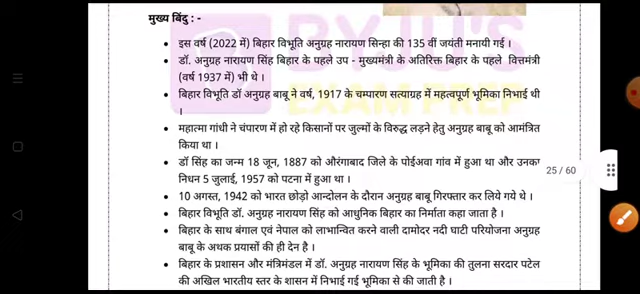 मुख्य बिंदु : -
• इस वर्ष (2022 में) बिहार विभूति अनुग्रह नारायण सिन्हा की 135 वीं जयंती मनायी गई ।
• डॉ. अनुग्रह नारायण सिंह बिहार के पहले उप - मुख्यमंत्री के अतिरिक्त बिहार के पहले वित्तमंत्री
(वर्ष 1937 में) भी थे ।
• बिहार विभूति डॉ अनुग्रह बाबू ने वर्ष, 1917 के चम्पारण सत्याग्रह में महत्वपूर्ण भूमिका निभाई थी
।
• महात्मा गांधी ने चंपारण में हो रहे किसानों पर जुल्मों के विरुद्ध लड़ने हेतु अनुग्रह बाबू को आमंत्रित
किया था ।
• डॉ सिंह का जन्म 18 जून, 1887 को औरंगाबाद जिले के पोईअवा गांव में हुआ था और उनका
निधन 5 जुलाई, 1957 को पटना में हुआ था ।
25 / 60
• 10 अगस्त, 1942 को भारत छोड़ो आन्दोलन के दौरान अनुग्रह बाबू गिरफ्तार कर लिये गये थे ।
• बिहार विभूति डॉ. अनुग्रह नारायण सिंह को आधुनिक बिहार का निर्माता कहा जाता है ।
• बिहार के साथ बंगाल एवं नेपाल को लाभान्वित करने वाली दामोदर नदी घाटी परियोजना अनुग्रह
बाबू के अथक प्रयासों की ही देन है ।
• बिहार के प्रशासन और मंत्रिमंडल में डॉ. अनुग्रह नारायण सिंह के भूमिका की तुलना सरदार पटेल
की अखिल भारतीय स्तर के शासन में निभाई गई भूमिका से की जाती है ।
BYJU'S
EXAM PREP